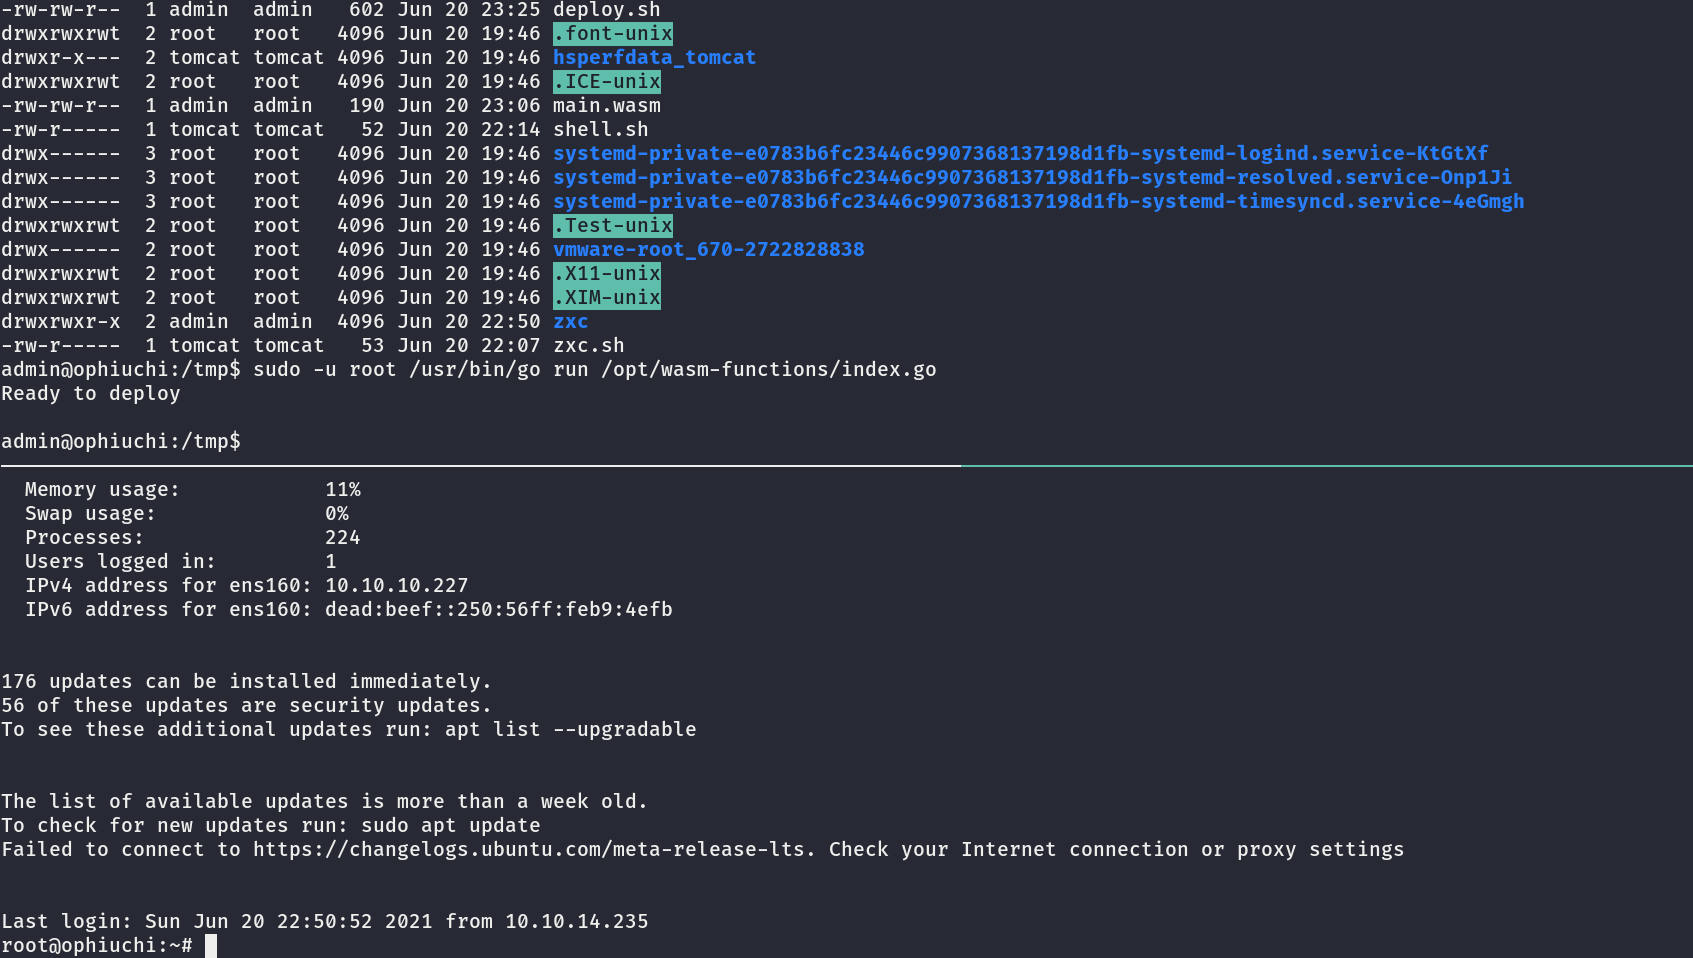 -rw-rw-r--  1 admin  admin   602 Jun 20 23:25 deploy.sh
drwxrwxrwt  2 root   root   4096 Jun 20 19:46 .font-unix
drwxr-x---  2 tomcat tomcat 4096 Jun 20 19:46 hsperfdata_tomcat
drwxrwxrwt  2 root   root   4096 Jun 20 19:46 .ICE-unix
-rw-rw-r--  1 admin  admin   190 Jun 20 23:06 main.wasm
-rw-r-----  1 tomcat tomcat   52 Jun 20 22:14 shell.sh
drwx------  3 root   root   4096 Jun 20 19:46 systemd-private-e0783b6fc23446c9907368137198d1fb-systemd-logind.service-KtGtXf
drwx------  3 root   root   4096 Jun 20 19:46 systemd-private-e0783b6fc23446c9907368137198d1fb-systemd-resolved.service-Onp1Ji
drwx------  3 root   root   4096 Jun 20 19:46 systemd-private-e0783b6fc23446c9907368137198d1fb-systemd-timesyncd.service-4eGmgh
drwxrwxrwt  2 root   root   4096 Jun 20 19:46 .Test-unix
drwx------  2 root   root   4096 Jun 20 19:46 vmware-root_670-2722828838
drwxrwxrwt  2 root   root   4096 Jun 20 19:46 .X11-unix
drwxrwxrwt  2 root   root   4096 Jun 20 19:46 .XIM-unix
drwxrwxr-x  2 admin  admin  4096 Jun 20 22:50 zxc
-rw-r-----  1 tomcat tomcat   53 Jun 20 22:07 zxc.sh
admin@ophiuchi:/tmp$ sudo -u root /usr/bin/go run /opt/wasm-functions/index.go
Ready to deploy
admin@ophiuchi:/tmp$
Memory usage:            11%
Swap usage:              0%
Processes:               224
Users logged in:         1
IPv4 address for ens160: 10.10.10.227
IPv6 address for ens160: dead:beef::250:56ff:feb9:4efb
176 updates can be installed immediately.
56 of these updates are security updates.
To see these additional updates run: apt list --upgradable
The list of available updates is more than a week old.
To check for new updates run: sudo apt update
Failed to connect to https://changelogs.ubuntu.com/meta-release-lts. Check your Internet connection or proxy settings
Last login: Sun Jun 20 22:50:52 2021 from 10.10.14.235
root@ophiuchi:~#